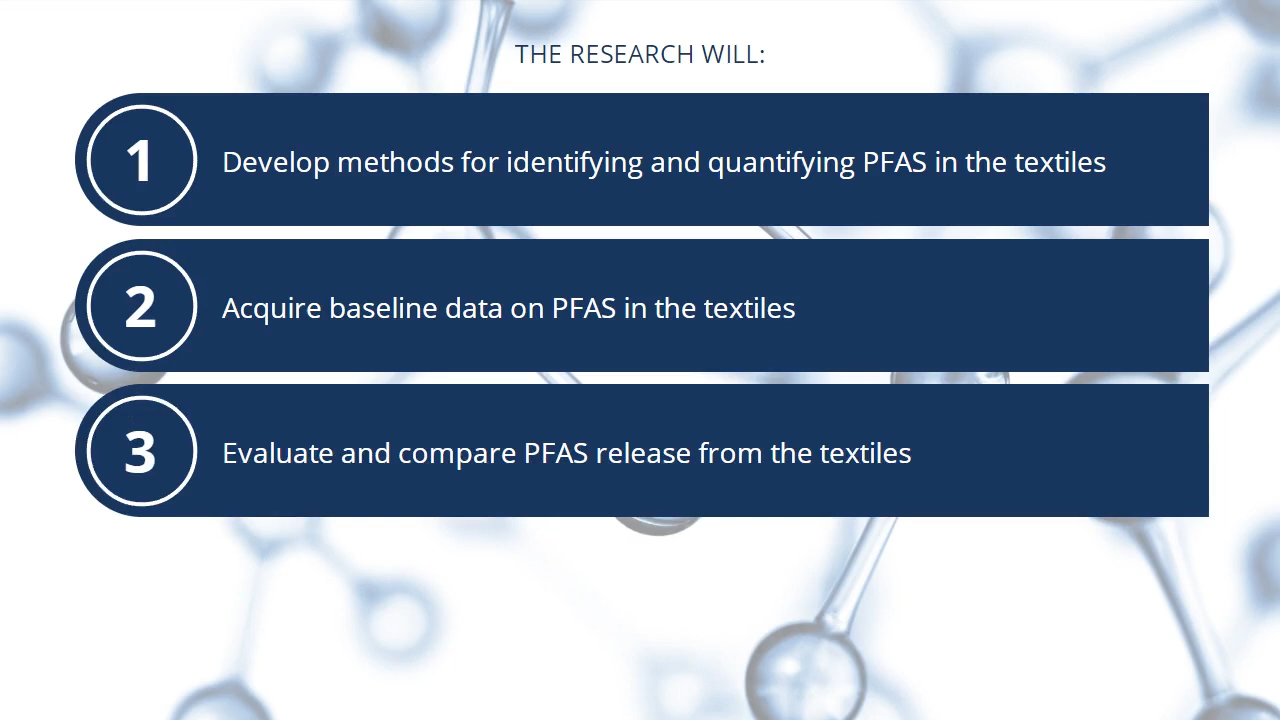 THE RESEARCH WILL:
1
Develop methods for identifying and quantifying PFAS in the textiles
2
Acquire baseline data on PFAS in the textiles
3
Evaluate and compare PFAS release from the textiles